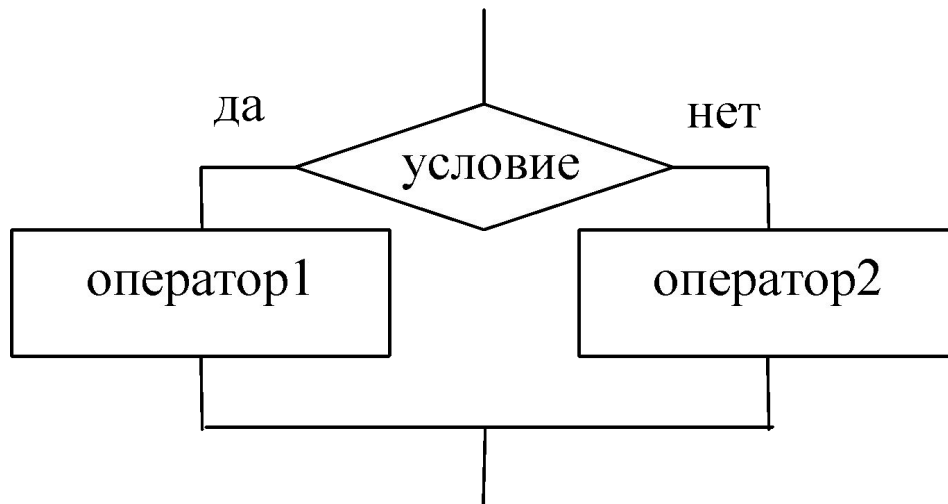 да
нет
условие
оператор1
оператор2